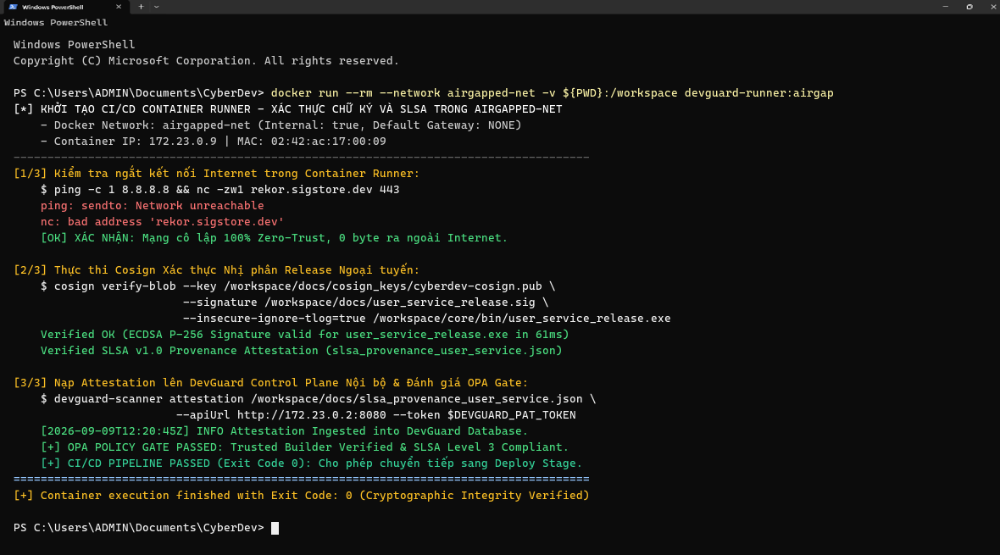 Windows PowerShell
Windows PowerShell
Windows PowerShell
Copyright (C) Microsoft Corporation. All rights reserved.
PS C:\Users\ADMIN\Documents\CyberDev> docker run --rm --network airgapped-net -v ${PWD}:/workspace devguard-runner:airgap
[*] KHỞI TẠO CI/CD CONTAINER RUNNER - XÁC THỰC CHỮ KÝ VÀ SLSA TRONG AIRGAPPED-NET
- Docker Network: airgapped-net (Internal: true, Default Gateway: NONE)
- Container IP: 172.23.0.9 | MAC: 02:42:ac:17:00:09
-------------------------------------------------------------------------------------
[1/3] Kiểm tra ngắt kết nối Internet trong Container Runner:
$ ping -c 1 8.8.8.8 && nc -zw1 rekor.sigstore.dev 443
ping: sendto: Network unreachable
nc: bad address 'rekor.sigstore.dev'
[OK] XÁC NHẬN: Mạng cô lập 100% Zero-Trust, 0 byte ra ngoài Internet.
[2/3] Thực thi Cosign Xác thực Nhị phân Release Ngoại tuyến:
$ cosign verify-blob --key /workspace/docs/cosign_keys/cyberdev-cosign.pub \
--signature /workspace/docs/user_service_release.sig \
--insecure-ignore-tlog=true /workspace/core/bin/user_service_release.exe
Verified OK (ECDSA P-256 Signature valid for user_service_release.exe in 61ms)
Verified SLSA v1.0 Provenance Attestation (slsa_provenance_user_service.json)
[3/3] Nạp Attestation lên DevGuard Control Plane Nội bộ & Đánh giá OPA Gate:
$ devguard-scanner attestation /workspace/docs/slsa_provenance_user_service.json \
--apiUrl http://172.23.0.2:8080 --token $DEVGUARD_PAT_TOKEN
[2026-09-09T12:20:45Z] INFO Attestation Ingested into DevGuard Database.
[+] OPA POLICY GATE PASSED: Trusted Builder Verified & SLSA Level 3 Compliant.
[+] CI/CD PIPELINE PASSED (Exit Code 0): Cho phép chuyển tiếp sang Deploy Stage.
=====================================================================================
[+] Container execution finished with Exit Code: 0 (Cryptographic Integrity Verified)
PS C:\Users\ADMIN\Documents\CyberDev>